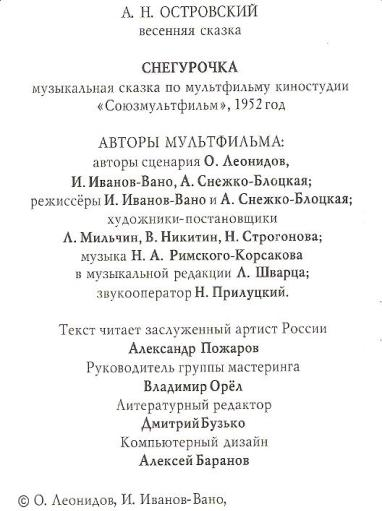 А. Н. ОСТРОВСКИЙ
весенняя сказка
СНЕГУРОЧКА
музыкальная сказка по мультфильму киностудии
«Союзмультфильм», 1952 год
АВТОРЫ МУЛЬТФИЛЬМА:
авторы сценария О. Леонидов,
И. Иванов-Вано, А. Снежко-Блоцкая;
режиссёры И. Иванов-Вано и А. Снежко-Блоцкая;
художники-постановщики
Л. Мильчин, В. Никитин, Н. Строгонова;
музыка Н. А. Римского-Корсакова
в музыкальной редакции Л. Шварца;
звукооператор Н. Прилуцкий.
Текст читает заслуженный артист России
Александр Пожаров
Руководитель группы мастеринга
Владимир Орёл
Литературный редактор
Дмитрий Бузько
Компьютерный дизайн
Алексей Баранов
© О. Леонидов, И. Иванов-Вано,